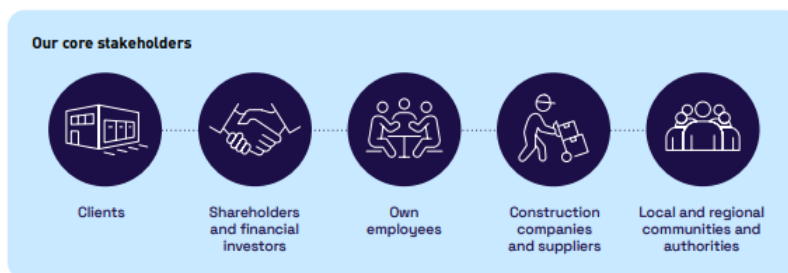 Our core stakeholders
Clients
Shareholders
and financial
investors
Own
employees
Construction
companies
and suppliers
Local and regional
communities and
authorities